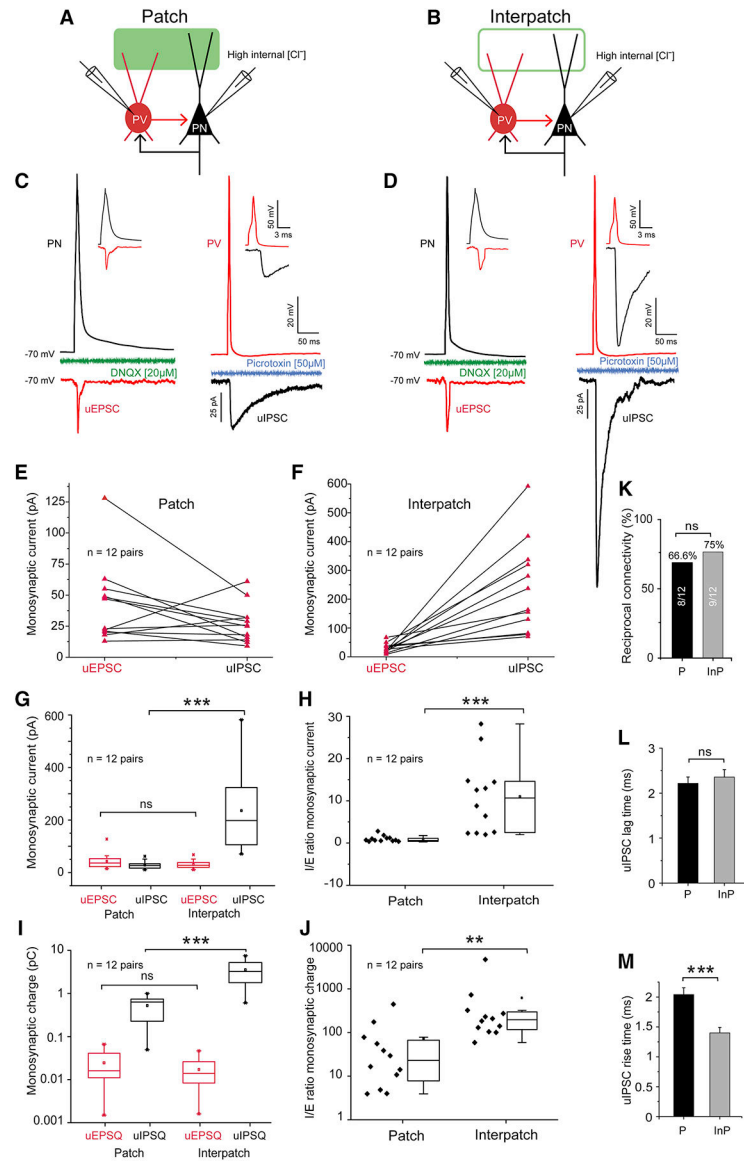 A
Patch
High internal [Cl⁻]
PV
PN
B
Interpatch
High internal [Cl⁻]
PV
PN
C
PN
-70 mV
DNQX [20µM]
-70 mV
uEPSC
PV
50 mV
3 ms
20 mV
50 ms
Picrotoxin [50µM]
25 pA
uIPSC
D
PN
-70 mV
DNQX [20µM]
-70 mV
uEPSC
PV
50 mV
3 ms
20 mV
50 ms
Picrotoxin [50µM]
25 pA
uIPSC
E
Patch
Monosynaptic current (pA)
125
100
75
50
25
0
n = 12 pairs
uEPSC
uIPSC
F
Interpatch
Monosynaptic current (pA)
600
500
400
300
200
100
0
n = 12 pairs
uEPSC
uIPSC
K
Reciprocal connectivity (%)
100
50
0
ns
66.6%
75%
8/12
9/12
P
InP
G
Monosynaptic current (pA)
600
400
200
0
***
n = 12 pairs
ns
uEPSC
uIPSC
uEPSC
uIPSC
Patch
Interpatch
H
I/E ratio monosynaptic current
30
20
10
0
-10
***
n = 12 pairs
Patch
Interpatch
L
uIPSC lag time (ms)
3
2
1
0
ns
P
InP
I
Monosynaptic charge (pC)
10
1
0.1
0.01
0.001
***
n = 12 pairs
ns
uEPSQ
uIPSQ
uEPSQ
uIPSQ
Patch
Interpatch
J
I/E ratio monosynaptic charge
10000
1000
100
10
1
**
n = 12 pairs
Patch
Interpatch
M
uIPSC rise time (ms)
2
1.5
1
0.5
0
***
P
InP